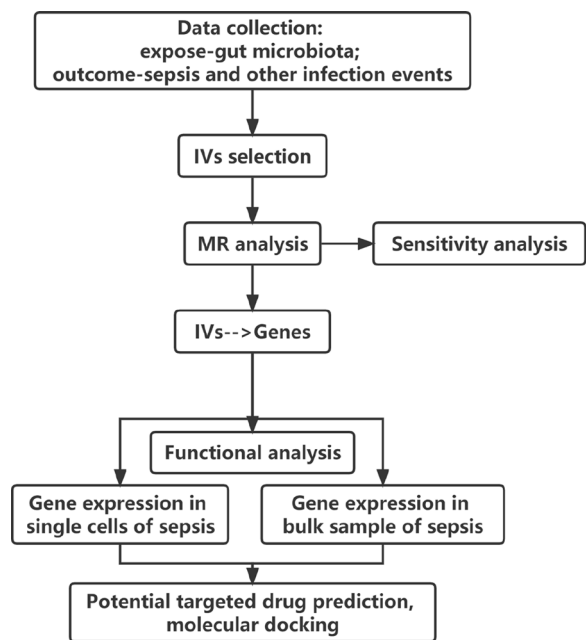 Data collection:
expose-gut microbiota;
outcome-sepsis and other infection events
IVs selection
MR analysis
Sensitivity analysis
IVs-->Genes
Functional analysis
Gene expression in
single cells of sepsis
Gene expression in
bulk sample of sepsis
Potential targeted drug prediction,
molecular docking